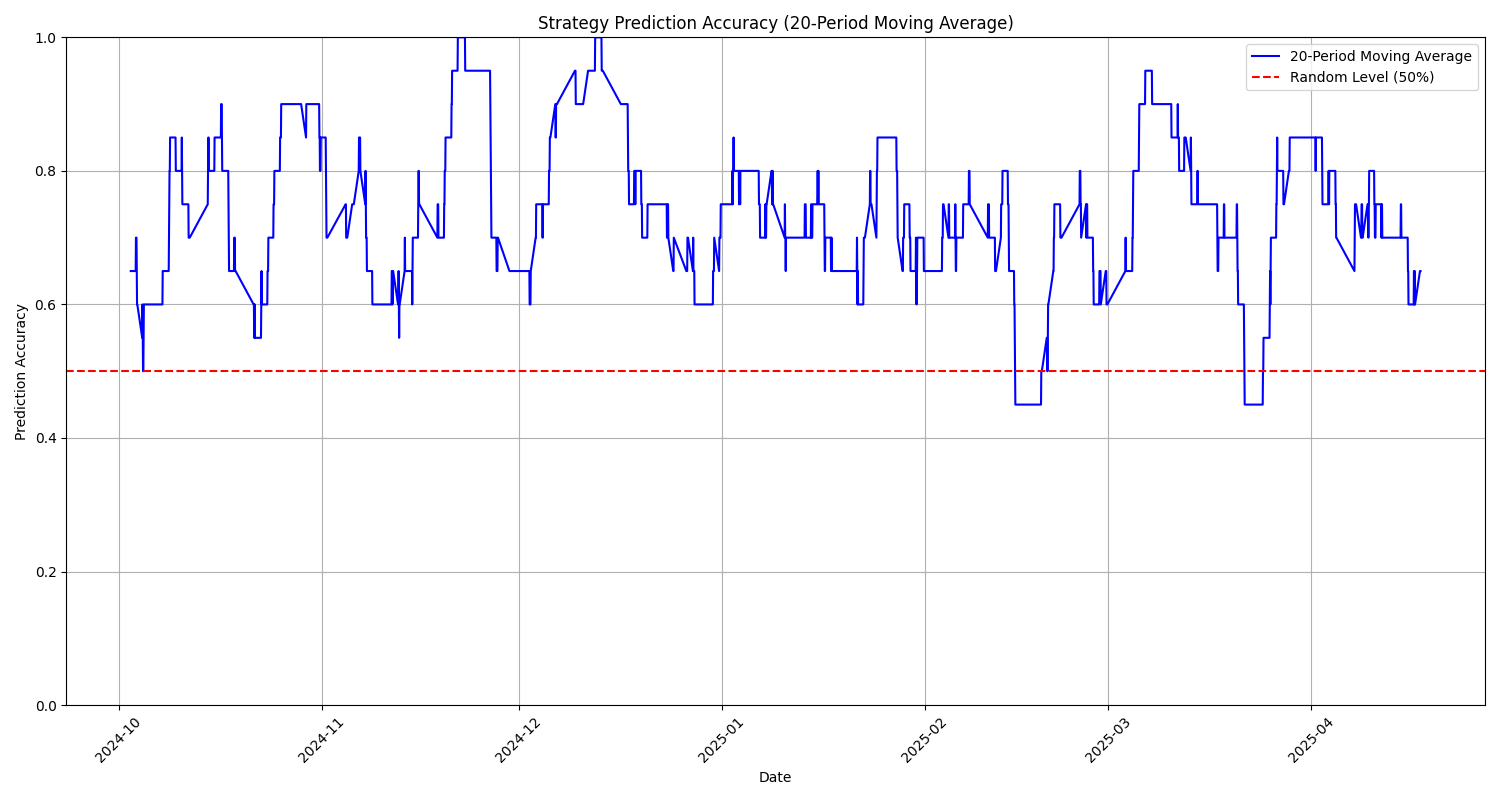 Strategy Prediction Accuracy (20-Period Moving Average)
20-Period Moving Average
Random Level (50%)
Prediction Accuracy
1.0
0.8
0.6
0.4
0.2
0.0
2024-10
2024-11
2024-12
2025-01
2025-02
2025-03
2025-04
Date